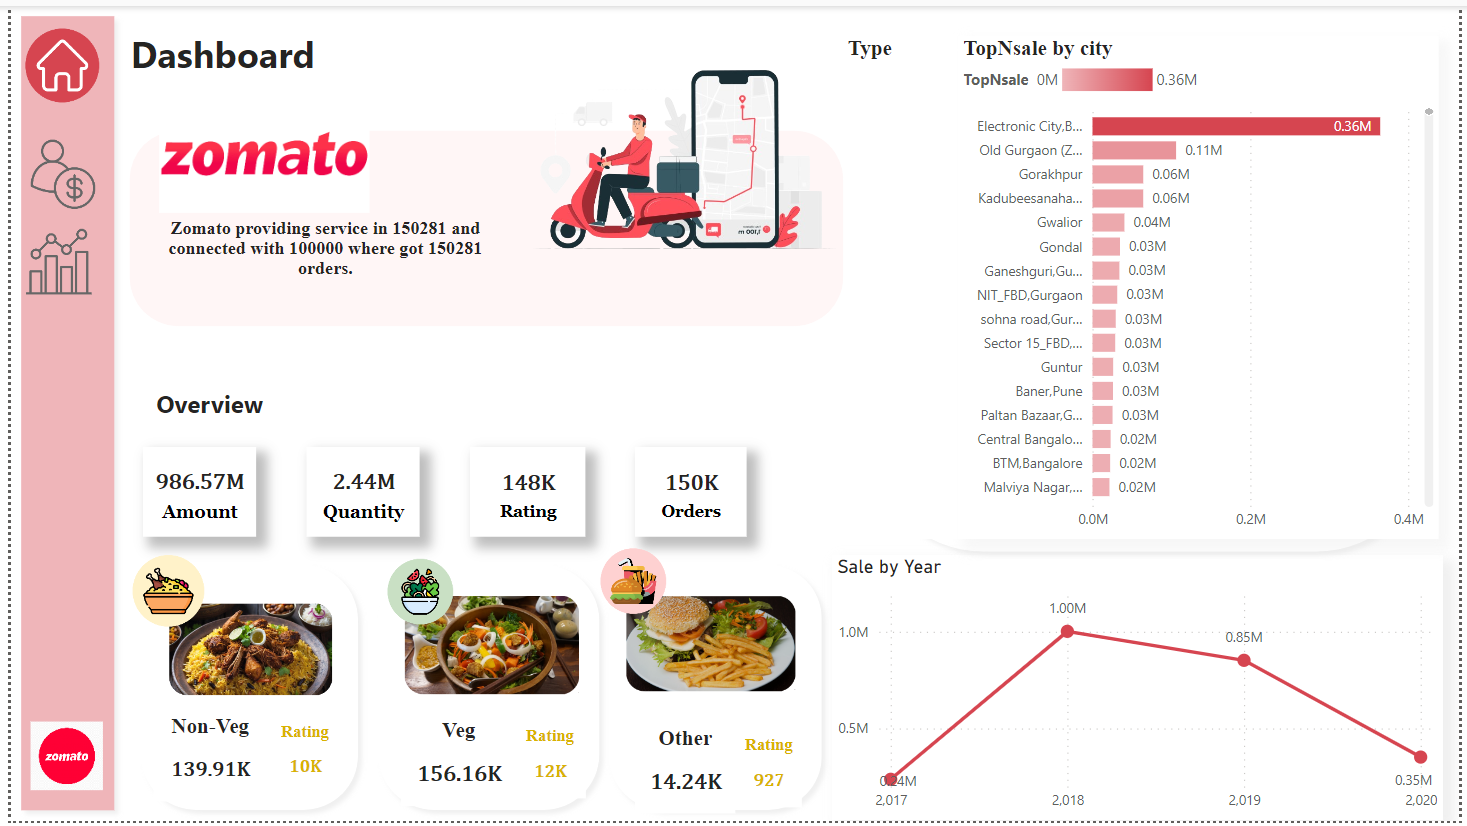 Dashboard
zomato
Zomato providing service in 150281 and
connected with 100000 where got 150281
orders.
Type
TopNsale by city
TopNsale 0M 0.36M
Electronic City,B... 0.36M
Old Gurgaon (Z... 0.11M
Gorakhpur 0.06M
Kadubeesanaha... 0.06M
Gwalior 0.04M
Gondal 0.03M
Ganeshguri,Gu... 0.03M
NIT_FBD,Gurgaon 0.03M
sohna road,Gur... 0.03M
Sector 15_FBD,... 0.03M
Guntur 0.03M
Baner,Pune 0.03M
Paltan Bazaar,G... 0.03M
Central Bangalo... 0.02M
BTM,Bangalore 0.02M
Malviya Nagar,... 0.02M
0.0M 0.2M 0.4M
Overview
986.57M
Amount
2.44M
Quantity
148K
Rating
150K
Orders
Non-Veg
139.91K
Rating
10K
Veg
156.16K
Rating
12K
Other
14.24K
Rating
927
Sale by Year
1.0M
0.5M
0.24M
1.00M
0.85M
0.35M
2,017 2,018 2,019 2,020
zomato